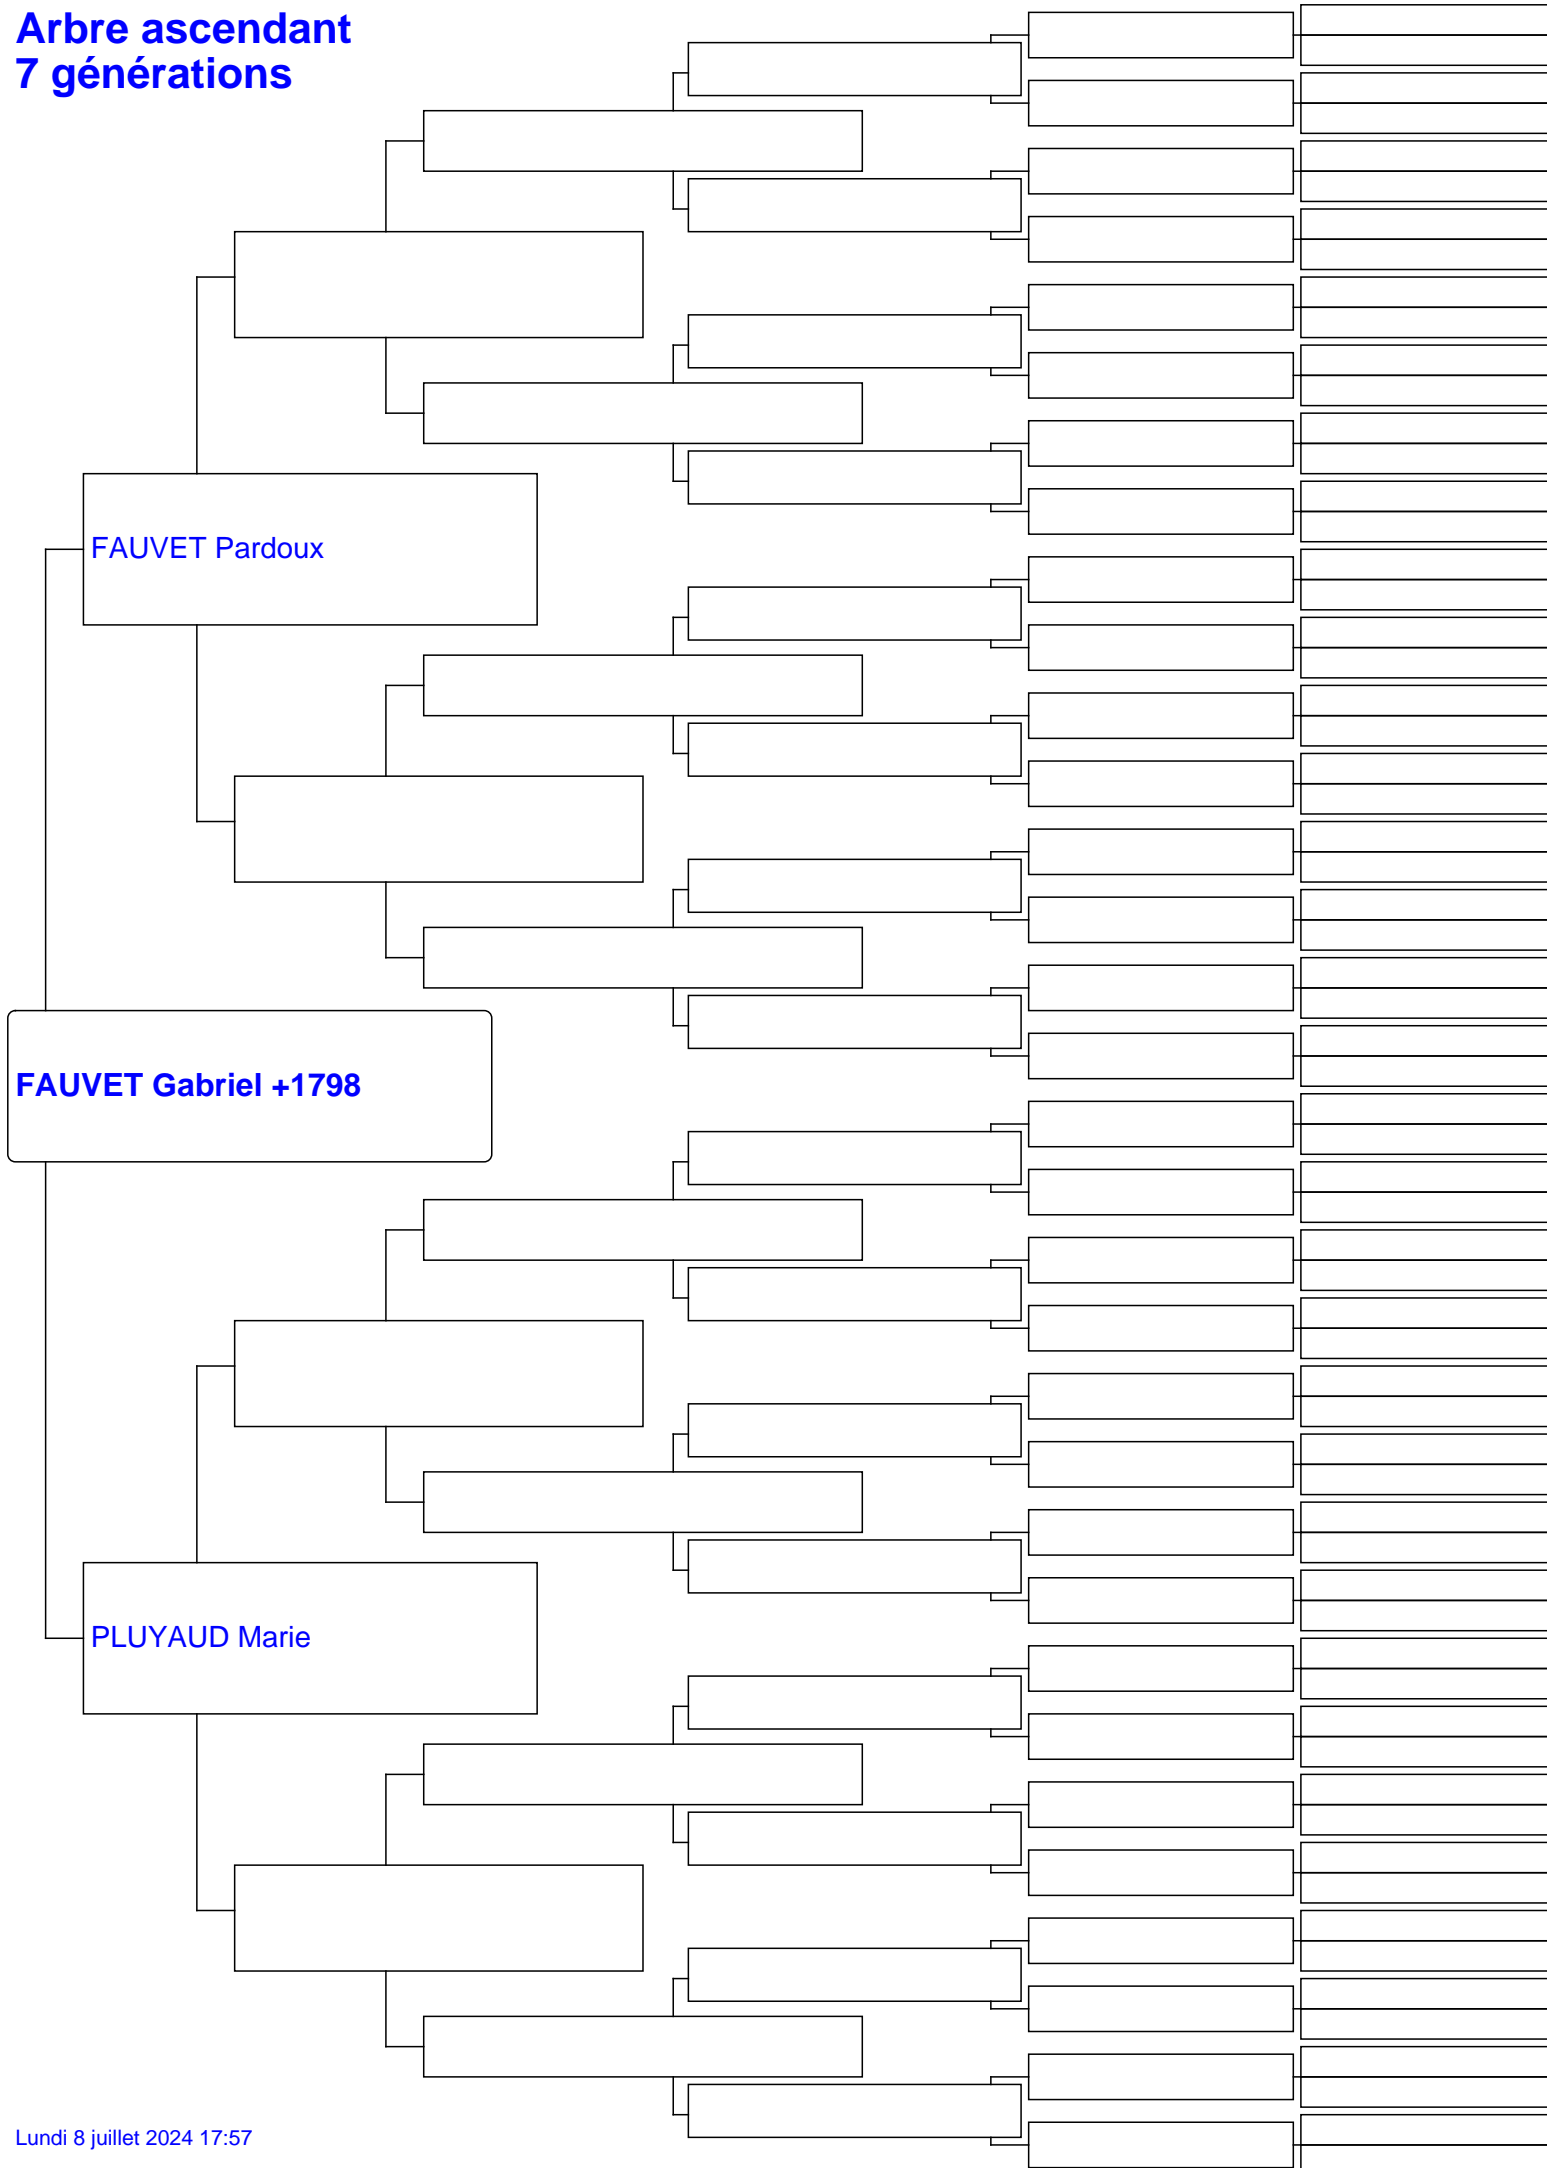 Arbre ascendant
7 générations
FAUVET Pardoux
FAUVET Gabriel +1798
PLUYAUD Marie
Lundi 8 juillet 2024 17:57